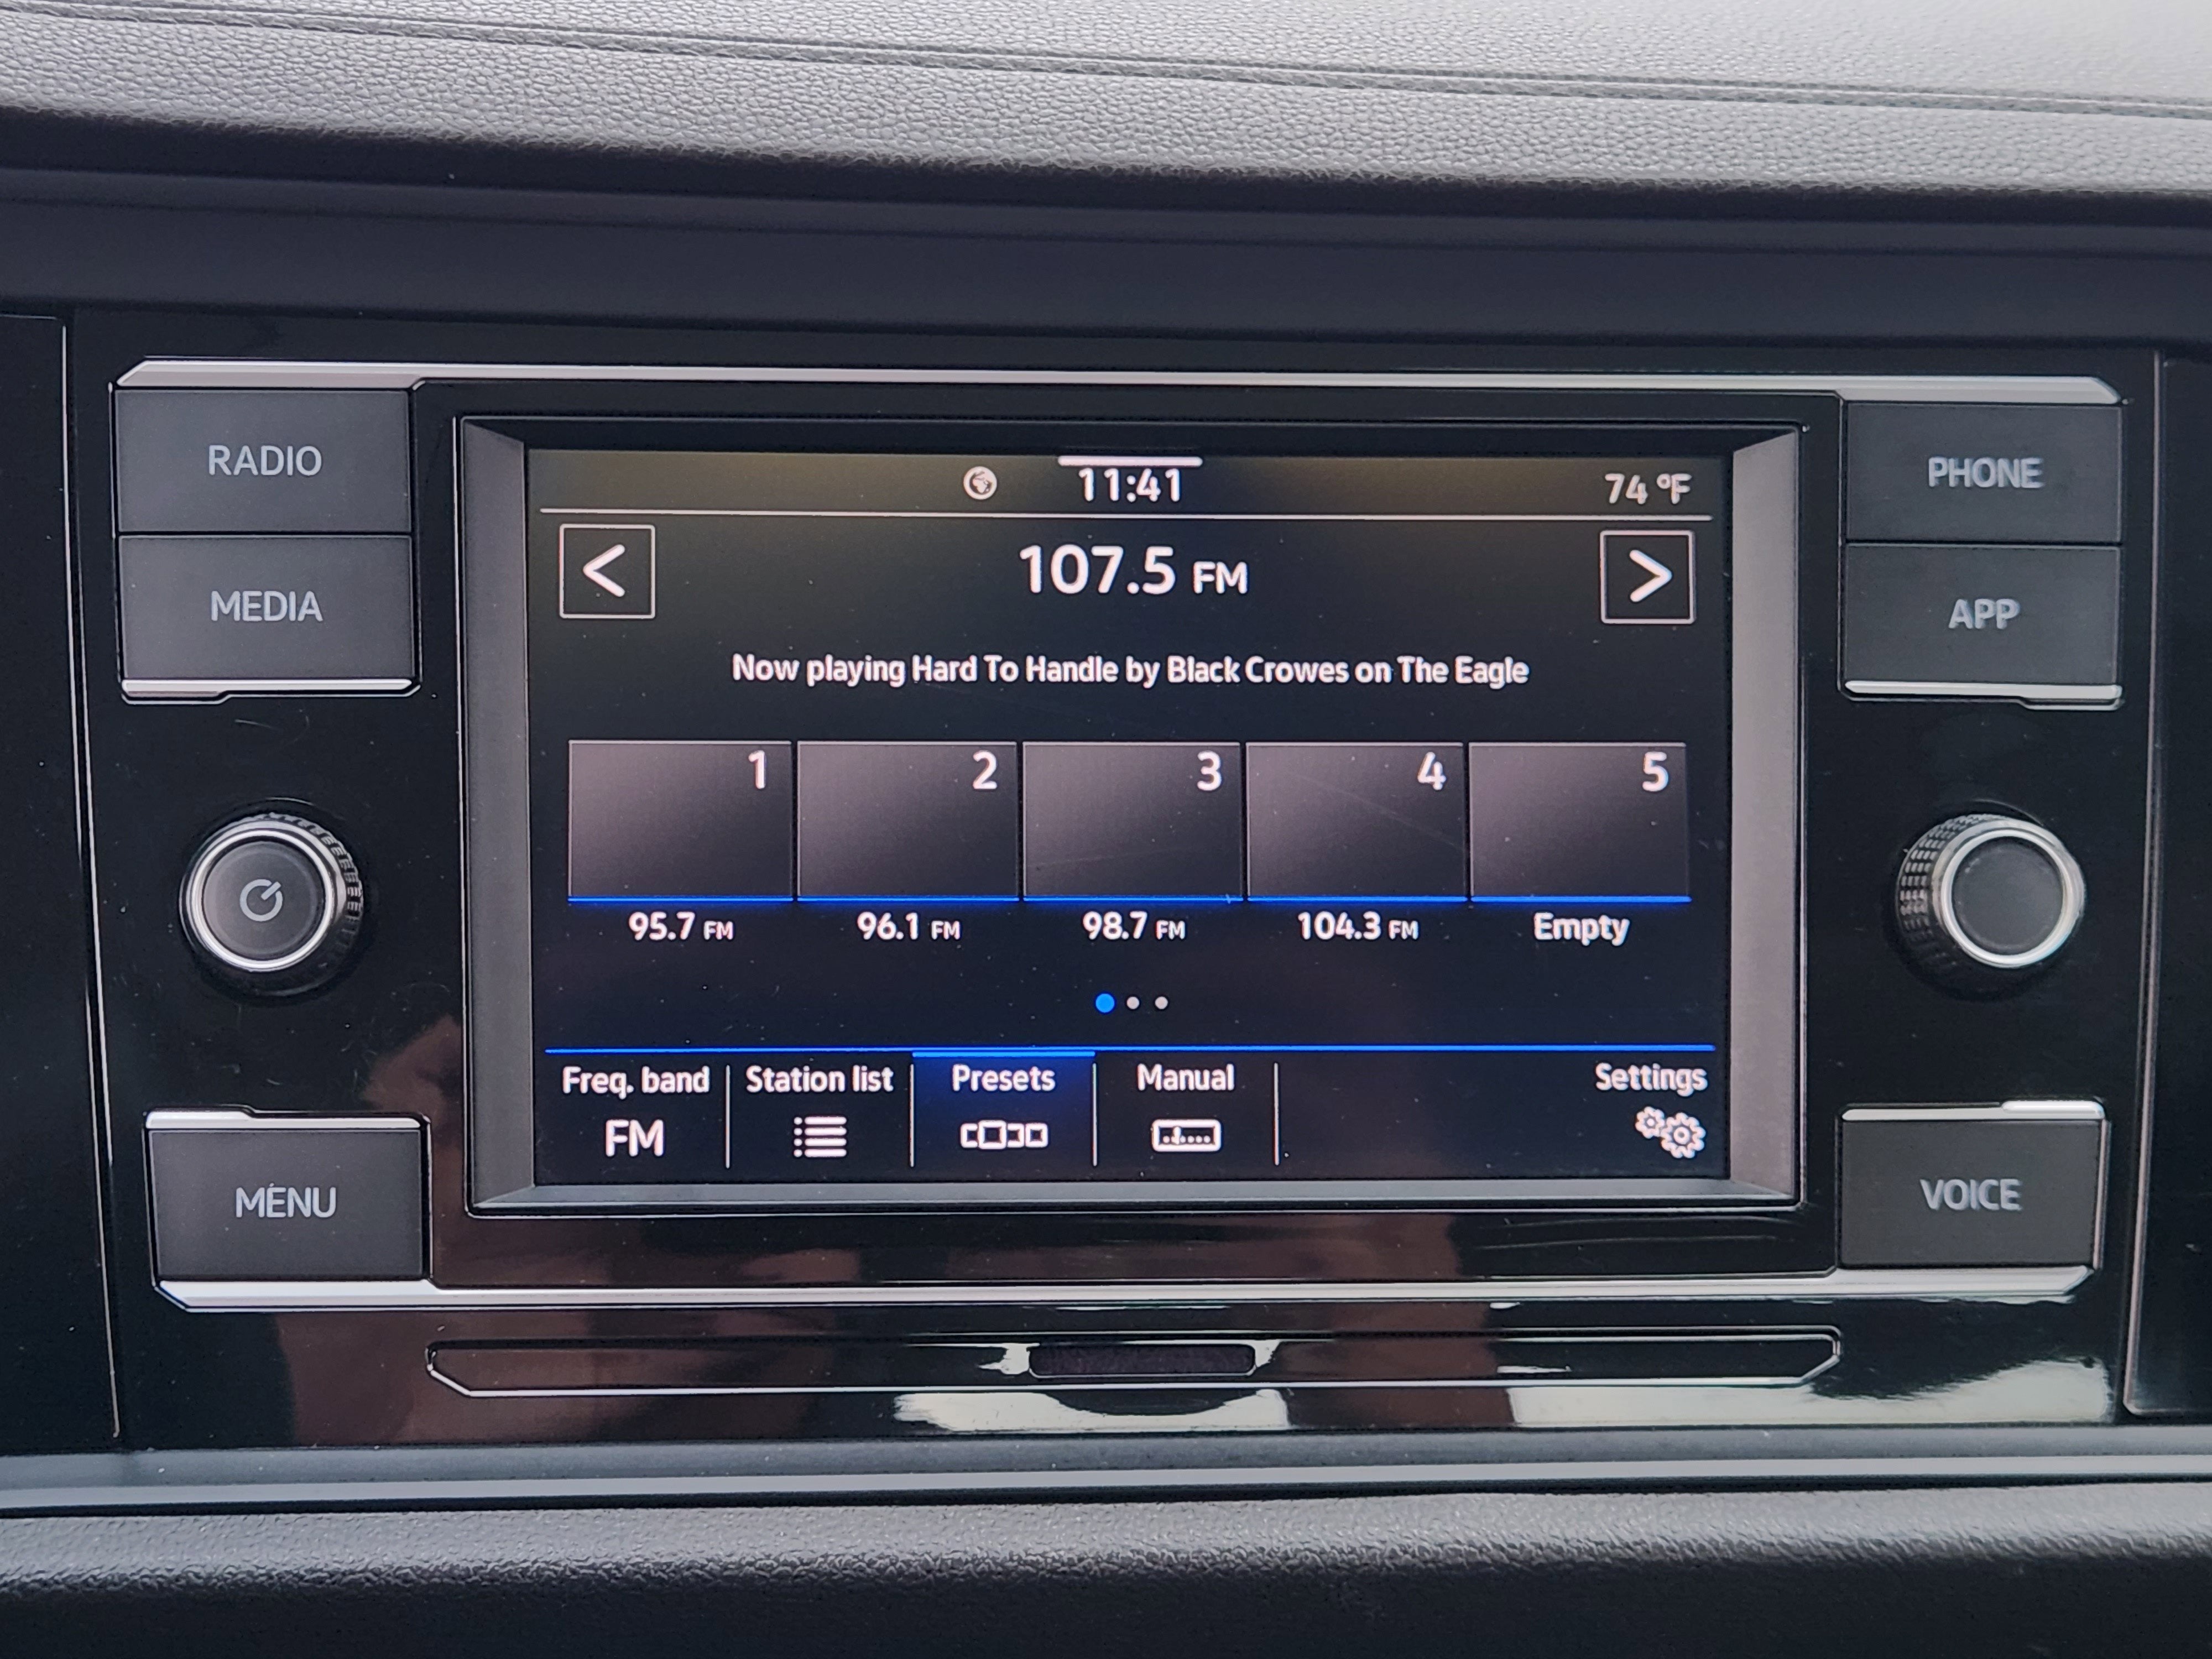 RADIO
MEDIA
MENU
11:41
74 °F
<
107.5 FM
>
Now playing Hard To Handle by Black Crowes on The Eagle
1
2
3
4
5
95.7 FM
96.1 FM
98.7 FM
104.3 FM
Empty
Freq. band
Station list
Presets
Manual
Settings
FM
PHONE
APP
VOICE